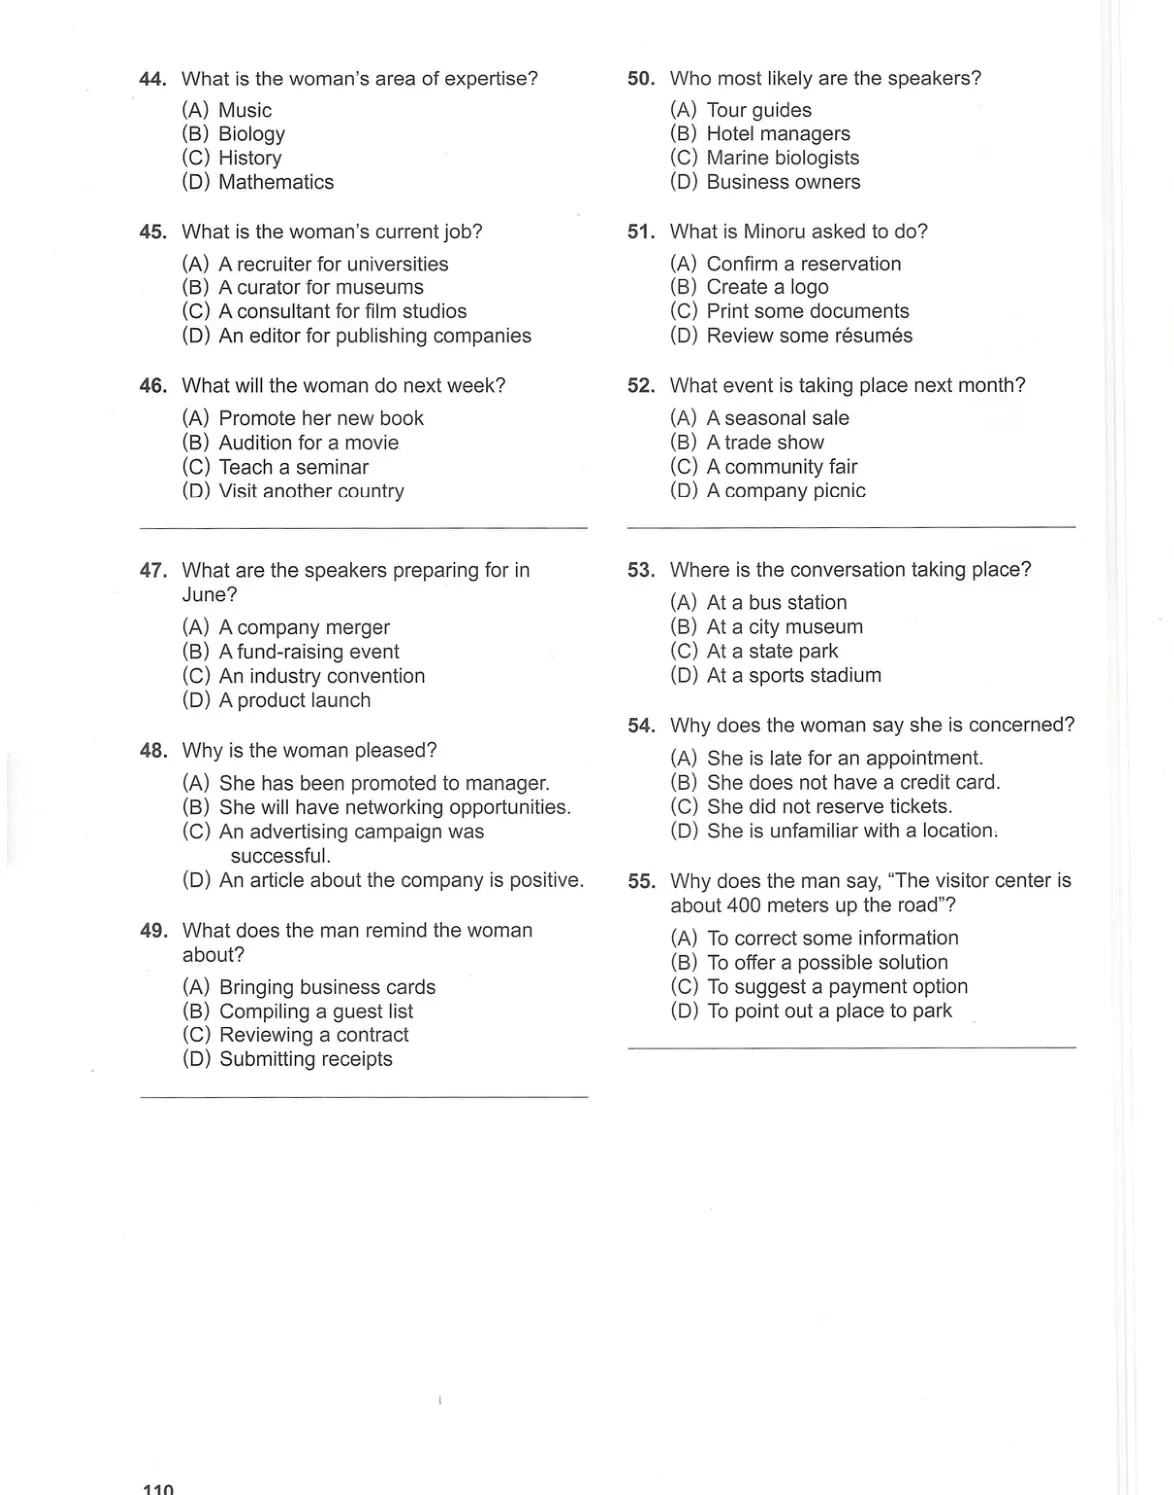 44. What is the woman's area of expertise?
(A) Music
(B) Biology
(C) History
(D) Mathematics
45. What is the woman's current job?
(A) A recruiter for universities
(B) A curator for museums
(C) A consultant for film studios
(D) An editor for publishing companies
46. What will the woman do next week?
(A) Promote her new book
(B) Audition for a movie
(C) Teach a seminar
(D) Visit another country
47. What are the speakers preparing for in
June?
(A) A company merger
(B) A fund-raising event
(C) An industry convention
(D) A product launch
48. Why is the woman pleased?
(A) She has been promoted to manager.
(B) She will have networking opportunities.
(C) An advertising campaign was
successful.
(D) An article about the company is positive.
49. What does the man remind the woman
about?
(A) Bringing business cards
(B) Compiling a guest list
(C) Reviewing a contract
(D) Submitting receipts
50. Who most likely are the speakers?
(A) Tour guides
(B) Hotel managers
(C) Marine biologists
(D) Business owners
51. What is Minoru asked to do?
(A) Confirm a reservation
(B) Create a logo
(C) Print some documents
(D) Review some résumés
52. What event is taking place next month?
(A) A seasonal sale
(B) A trade show
(C) A community fair
(D) A company picnic
53. Where is the conversation taking place?
(A) At a bus station
(B) At a city museum
(C) At a state park
(D) At a sports stadium
54. Why does the woman say she is concerned?
(A) She is late for an appointment.
(B) She does not have a credit card.
(C) She did not reserve tickets.
(D) She is unfamiliar with a location.
55. Why does the man say, “The visitor center is
about 400 meters up the road”?
(A) To correct some information
(B) To offer a possible solution
(C) To suggest a payment option
(D) To point out a place to park
110